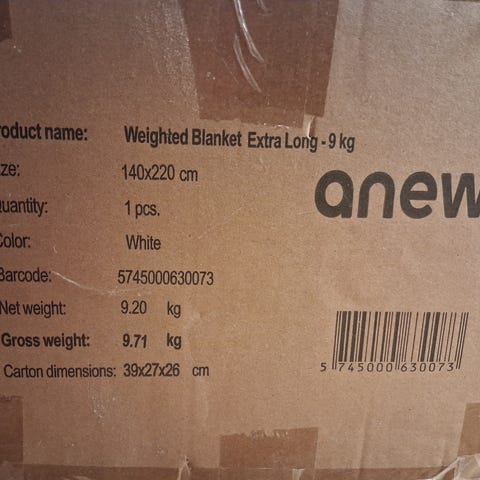 roduct name: Weighted Blanket Extra Long - 9 kg
ze: 140x220 cm
uantity: 1 pcs.
Color: White
Barcode: 5745000630073
Net weight: 9.20 kg
Gross weight: 9.71 kg
Carton dimensions: 39x27x26 cm
anew
5 745000 630073